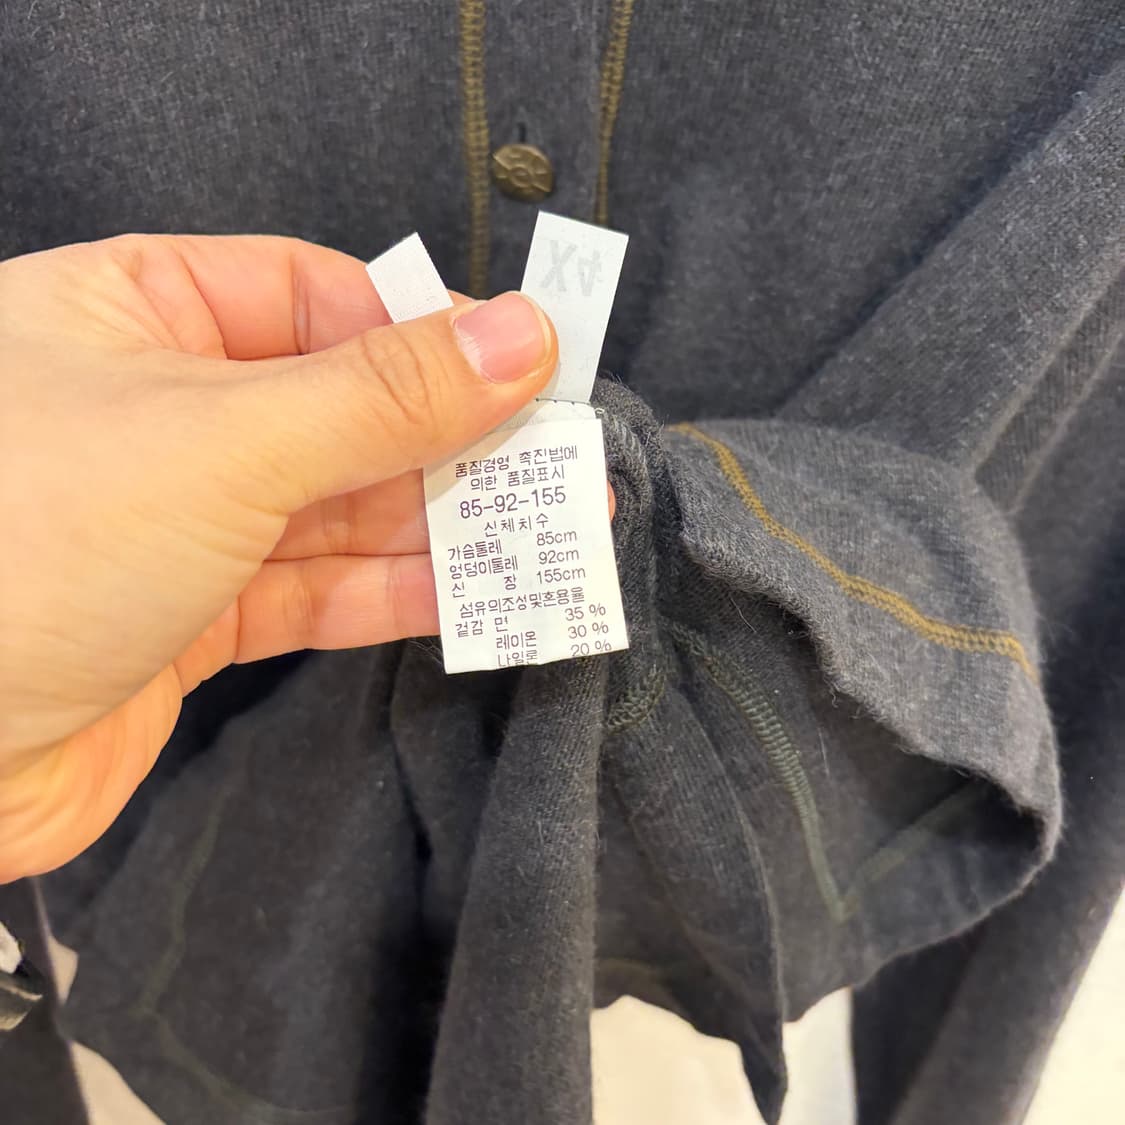 X4
품질경영 촉진법에
의한 품질표시
85-92-155
신체치수
가슴둘레 85cm
엉덩이둘레 92cm
신 장 155cm
섬유의조성및혼용율
겉감 면 35 %
레이온 30 %
나일론 20 %